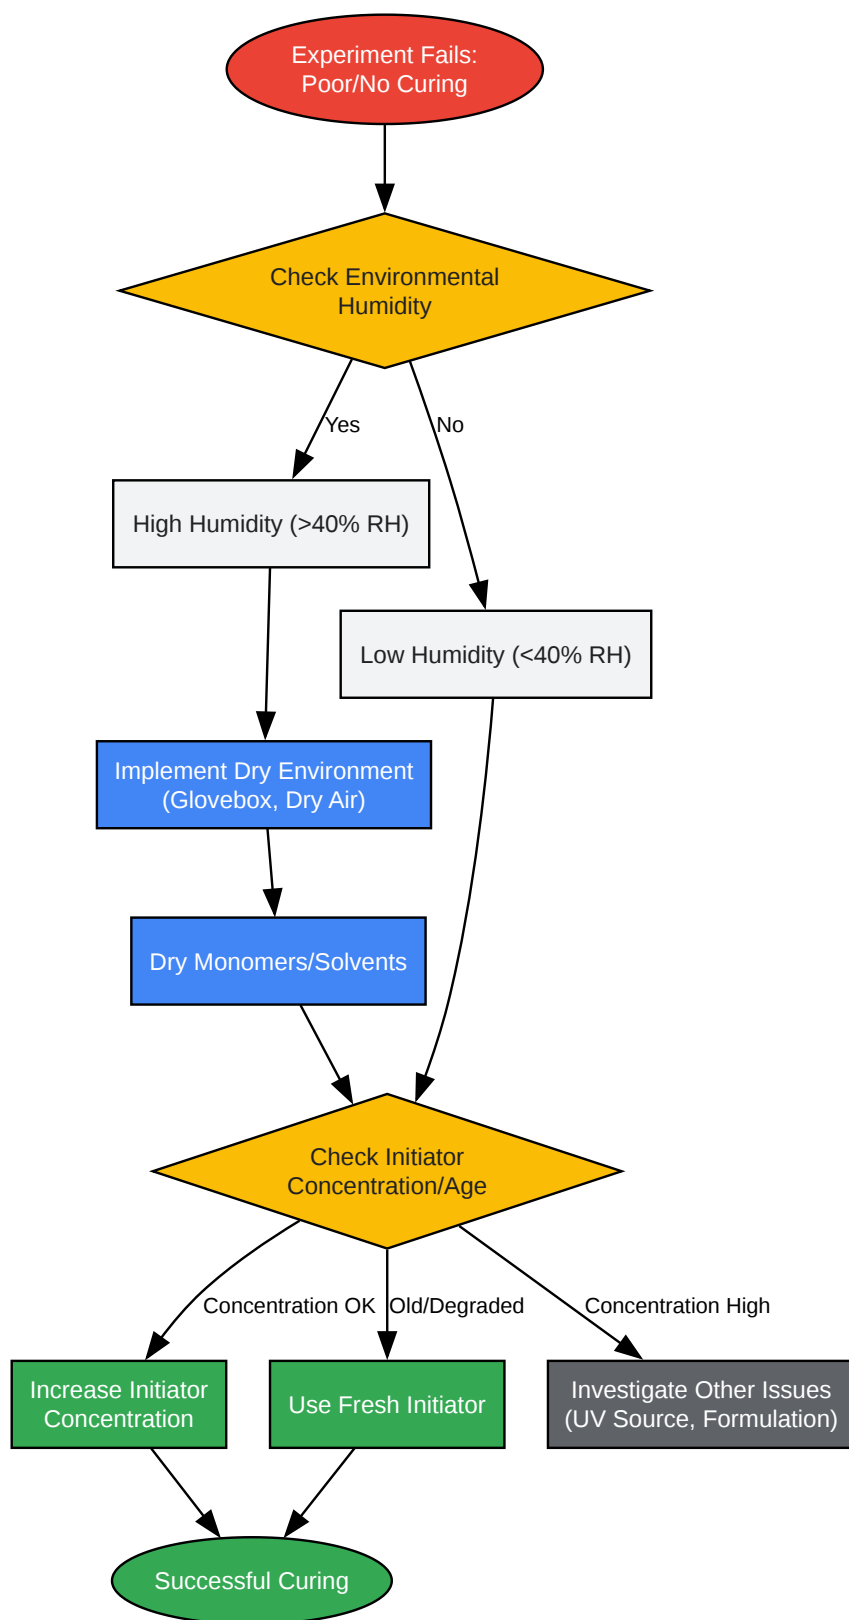 Experiment Fails:
Poor/No Curing
Check Environmental
Humidity
Yes
No
High Humidity (>40% RH)
Low Humidity (<40% RH)
Implement Dry Environment
(Glovebox, Dry Air)
Dry Monomers/Solvents
Check Initiator
Concentration/Age
Concentration OK
Old/Degraded
Concentration High
Increase Initiator
Concentration
Use Fresh Initiator
Investigate Other Issues
(UV Source, Formulation)
Successful Curing